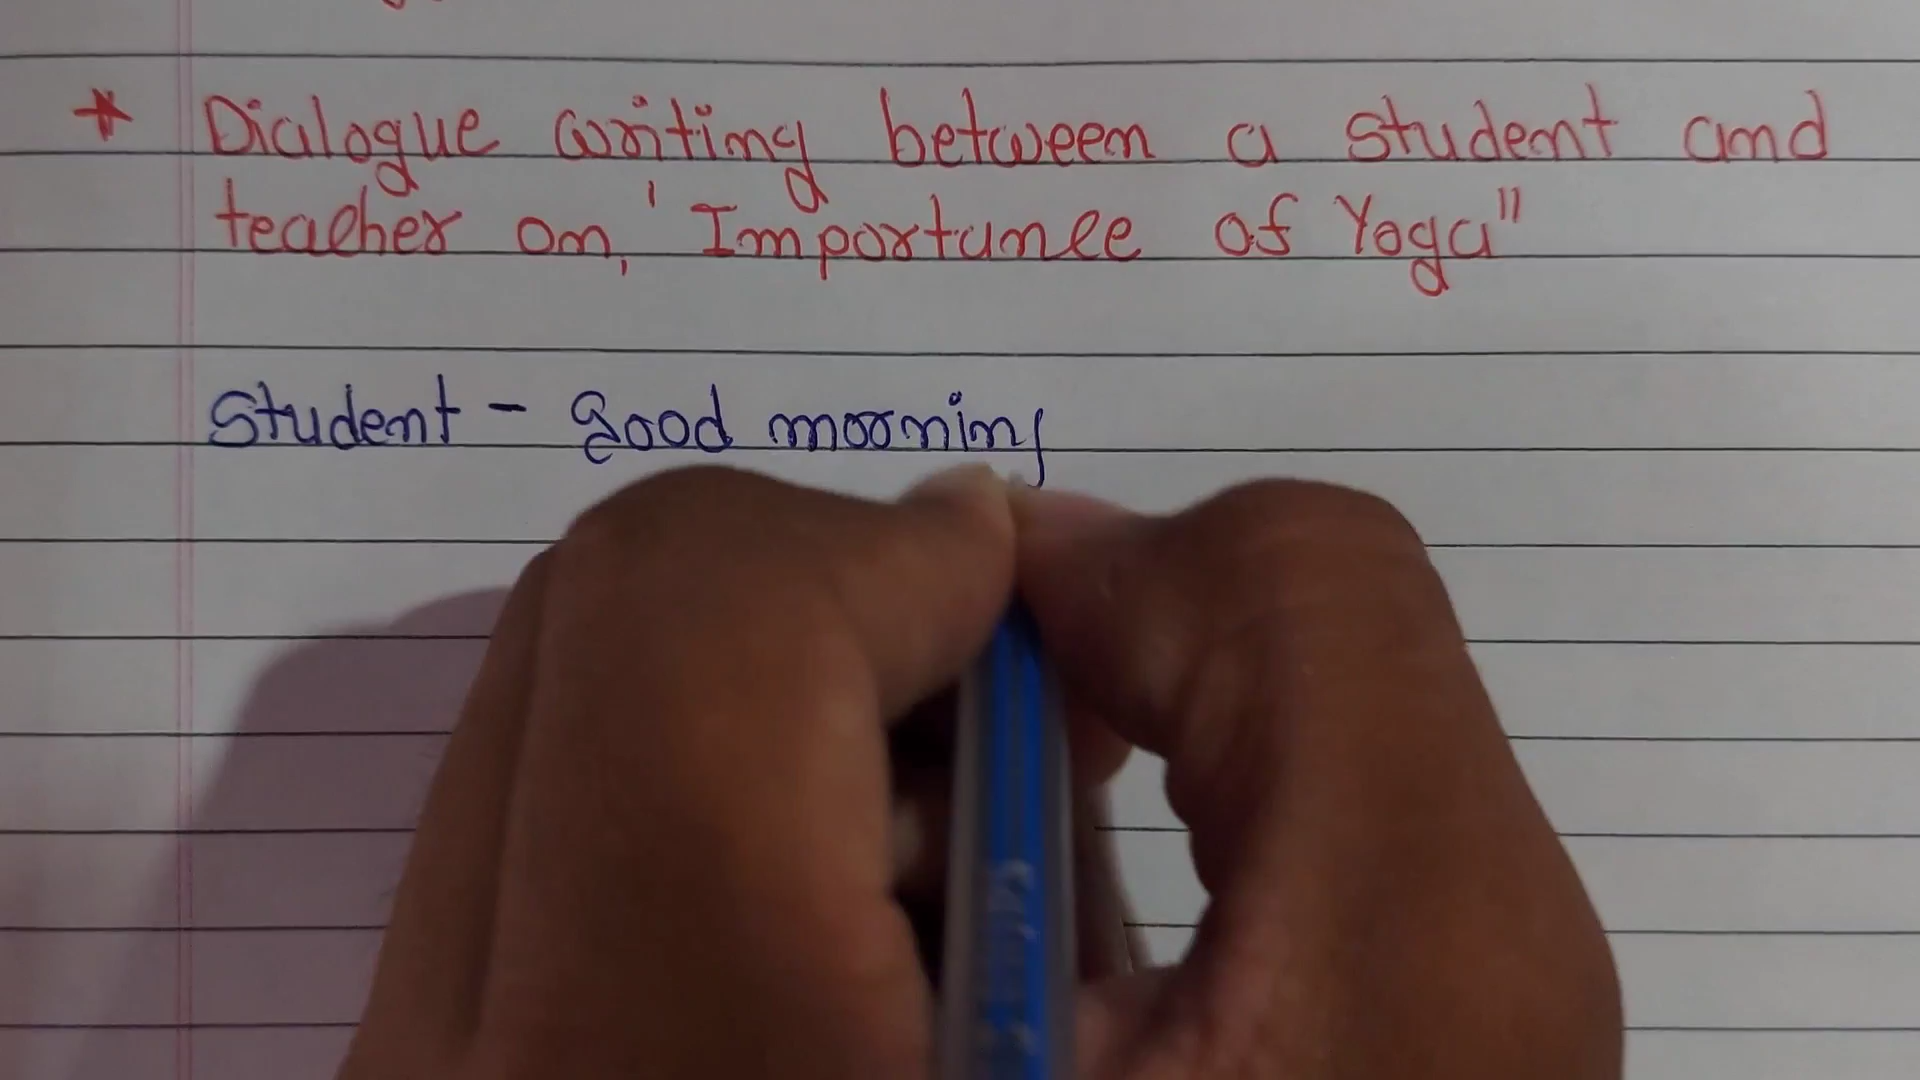 * Dialogue writing between a student and
teacher on, 'Importance of Yoga"
Student - Good morning